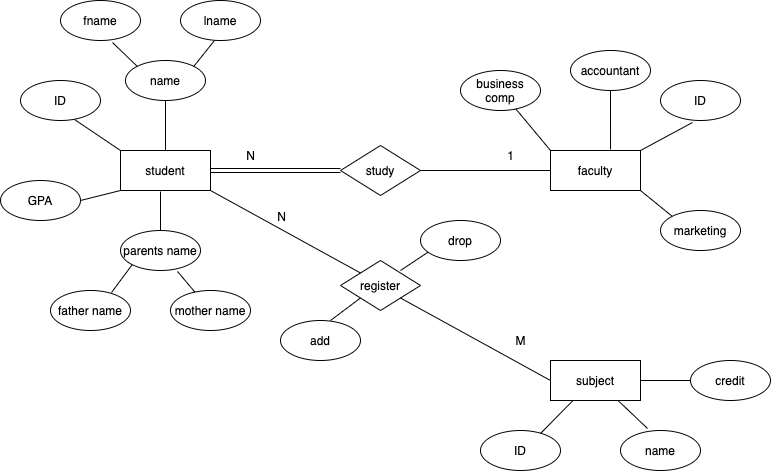 fname
lname
name
ID
business
comp
accountant
ID
student
N
study
1
faculty
GPA
N
marketing
parents name
drop
register
father name
mother name
add
M
subject
credit
ID
name